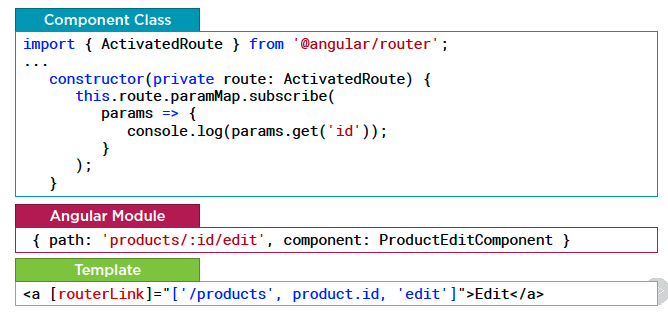 Component Class
import { ActivatedRoute } from '@angular/router';
...
   constructor(private route: ActivatedRoute) {
      this.route.paramMap.subscribe(
         params => {
            console.log(params.get('id'));
         }
      );
   }
Angular Module
{ path: 'products/:id/edit', component: ProductEditComponent }
Template
<a [routerLink]="['/products', product.id, 'edit']">Edit</a>